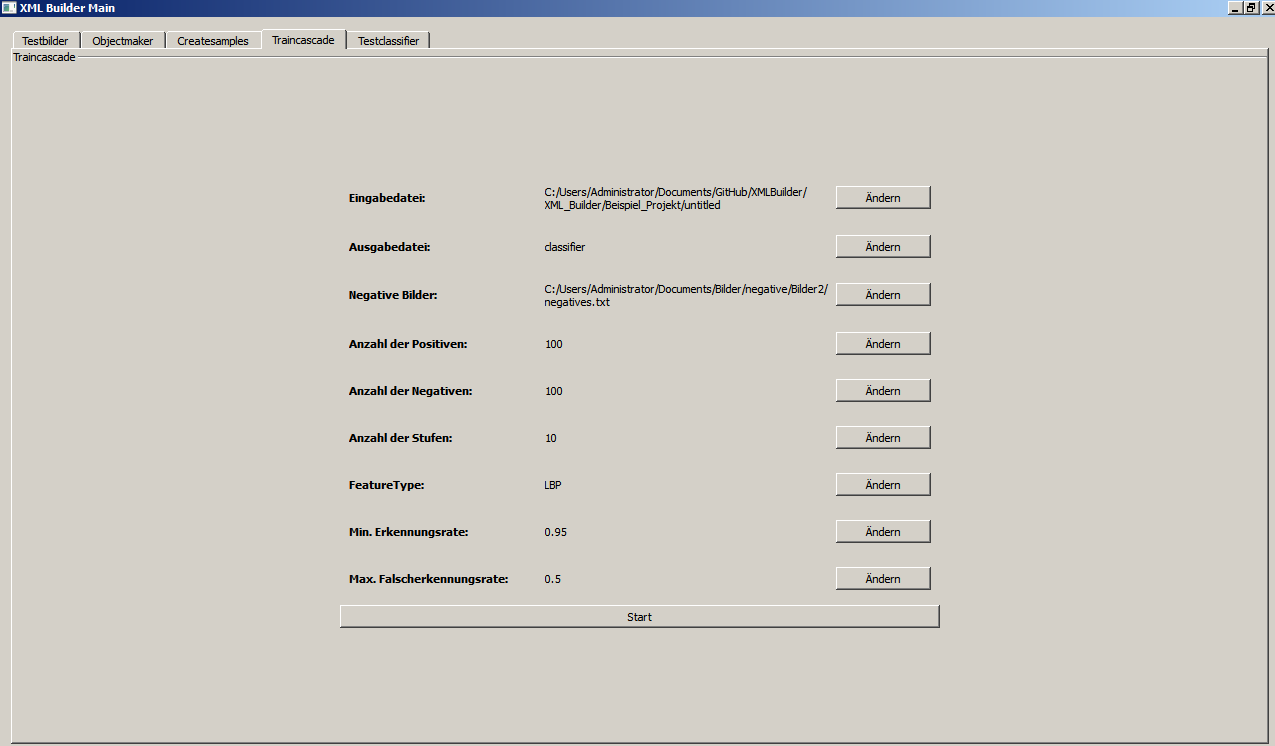 XML Builder Main
Testbilder Objectmaker Createsamples Traincascade Testclassifier
Traincascade
Eingabedatei: C:/Users/Administrator/Documents/GitHub/XMLBuilder/ Ändern
XML_Builder/Beispiel_Projekt/untitled
Ausgabedatei: classifier Ändern
Negative Bilder: C:/Users/Administrator/Documents/Bilder/negative/Bilder2/ Ändern
negatives.txt
Anzahl der Positiven: 100 Ändern
Anzahl der Negativen: 100 Ändern
Anzahl der Stufen: 10 Ändern
FeatureType: LBP Ändern
Min. Erkennungsrate: 0.95 Ändern
Max. Falscherkennungsrate: 0.5 Ändern
Start